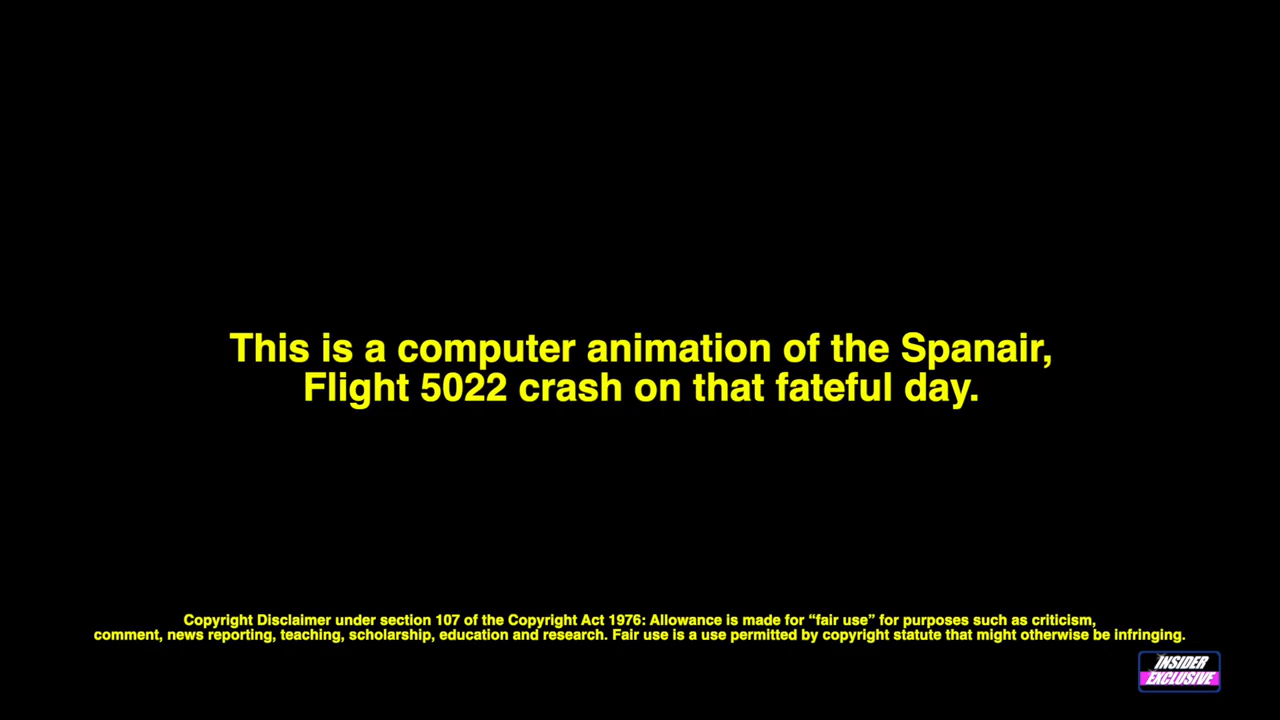 This is a computer animation of the Spanair,
Flight 5022 crash on that fateful day.
Copyright Disclaimer under section 107 of the Copyright Act 1976: Allowance is made for “fair use” for purposes such as criticism,
comment, news reporting, teaching, scholarship, education and research. Fair use is a use permitted by copyright statute that might otherwise be infringing.
INSIDER
EXCLUSIVE